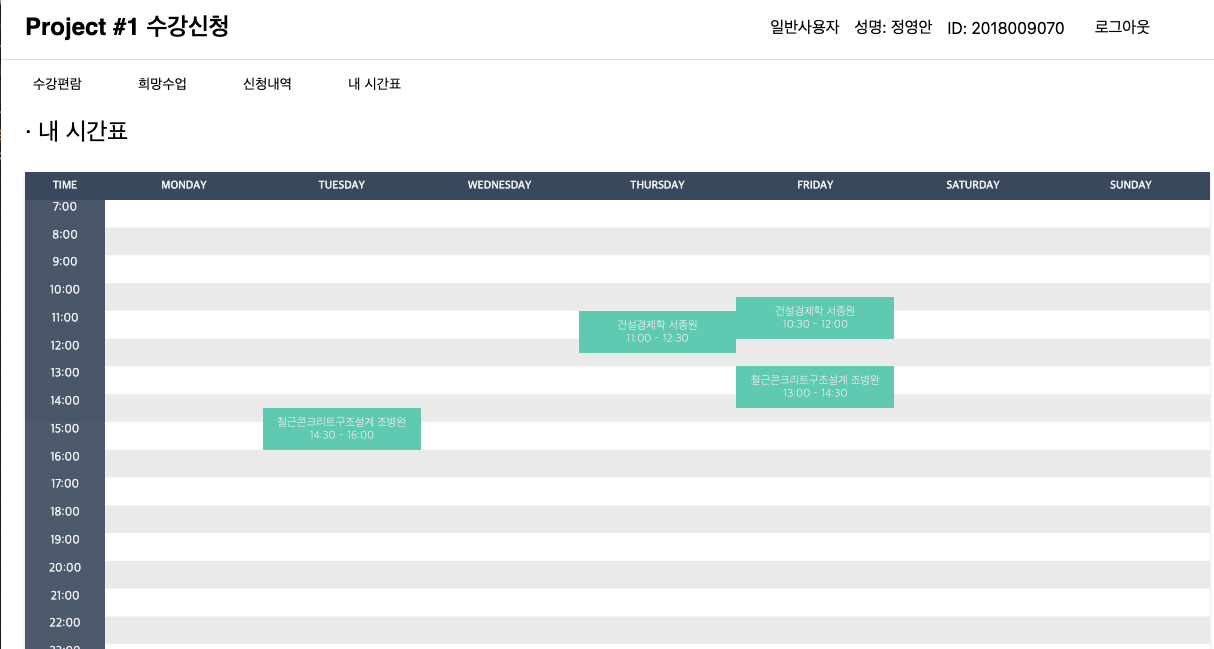 Project #1 수강신청
일반사용자 성명: 정영안 ID: 2018009070 로그아웃
수강편람 희망수업 신청내역 내 시간표
· 내 시간표
TIME MONDAY TUESDAY WEDNESDAY THURSDAY FRIDAY SATURDAY SUNDAY
7:00
8:00
9:00
10:00
건설경제학 서종원
10:30 - 12:00
11:00
건설경제학 서종원
11:00 - 12:30
12:00
13:00
철근콘크리트구조설계 조병완
13:00 - 14:30
14:00
철근콘크리트구조설계 조병완
14:30 - 16:00
15:00
16:00
17:00
18:00
19:00
20:00
21:00
22:00